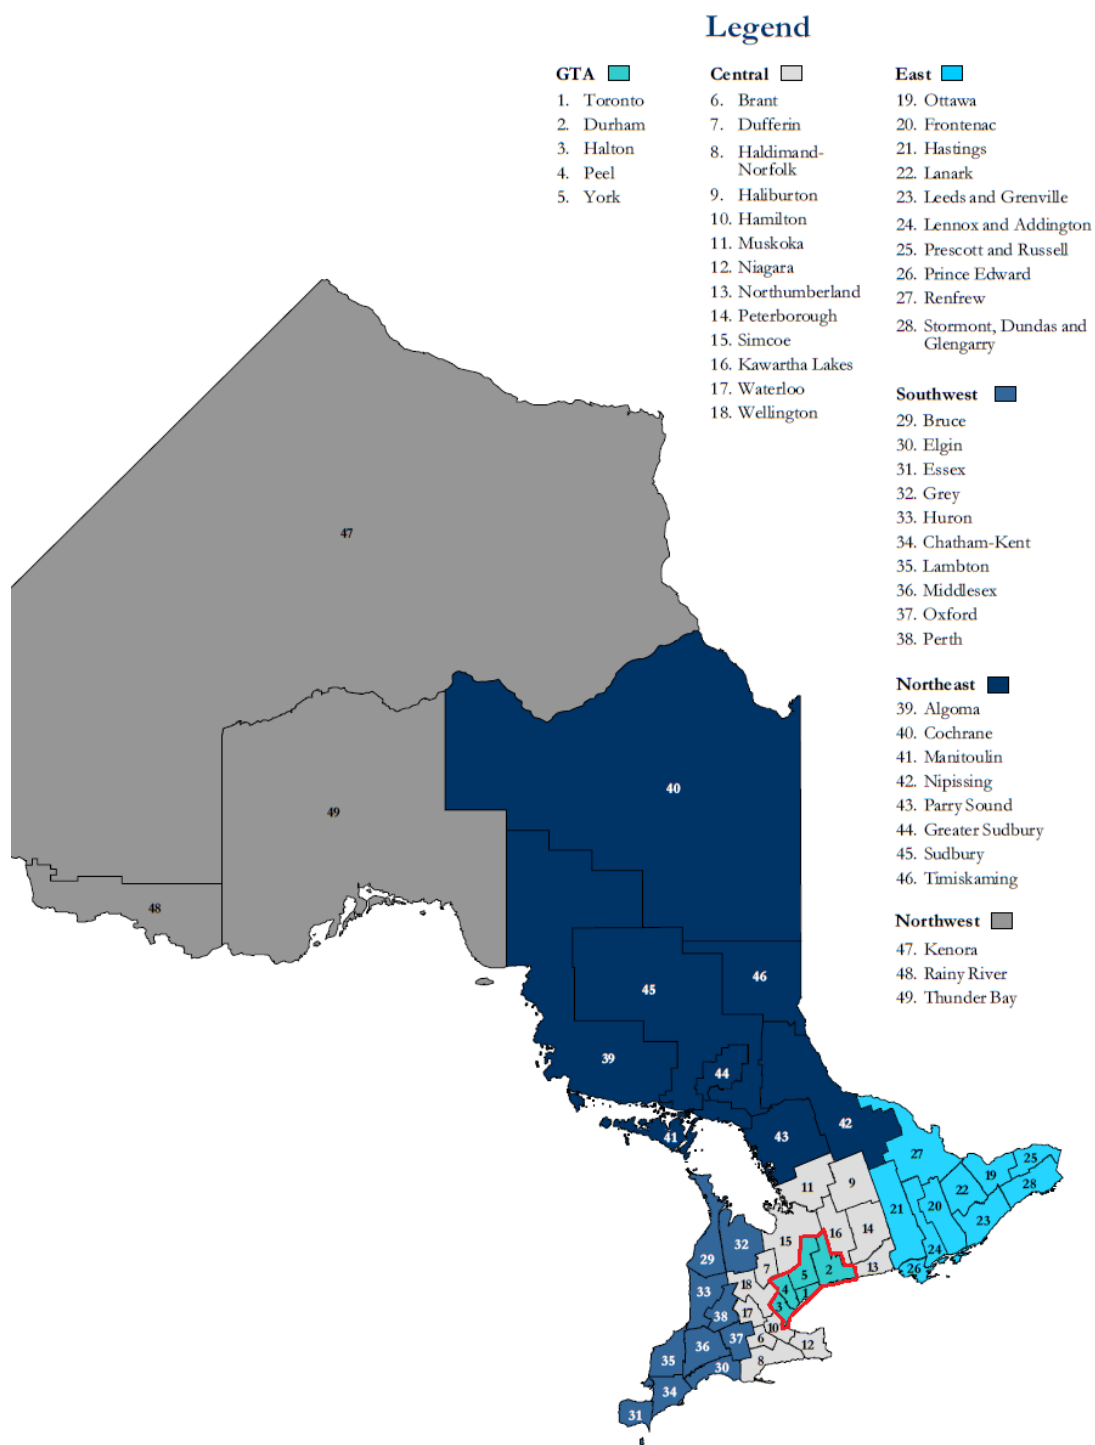 Legend
GTA
1. Toronto
2. Durham
3. Halton
4. Peel
5. York
Central
6. Brant
7. Dufferin
8. Haldimand-
Norfolk
9. Haliburton
10. Hamilton
11. Muskoka
12. Niagara
13. Northumberland
14. Peterborough
15. Simcoe
16. Kawartha Lakes
17. Waterloo
18. Wellington
East
19. Ottawa
20. Frontenac
21. Hastings
22. Lanark
23. Leeds and Grenville
24. Lennox and Addington
25. Prescott and Russell
26. Prince Edward
27. Renfrew
28. Stormont, Dundas and
Glengarry
Southwest
29. Bruce
30. Elgin
31. Essex
32. Grey
33. Huron
34. Chatham-Kent
35. Lambton
36. Middlesex
37. Oxford
38. Perth
Northeast
39. Algoma
40. Cochrane
41. Manitoulin
42. Nipissing
43. Parry Sound
44. Greater Sudbury
45. Sudbury
46. Timiskaming
Northwest
47. Kenora
48. Rainy River
49. Thunder Bay
47
40
49
48
46
45
39
44
42
43
41
27
25
19
9
28
11
22
21
20
23
14
16
15
32
29
24
13
26
2
5
7
18
4
1
33
3
17
38
10
37
6
36
12
35
8
30
34
31